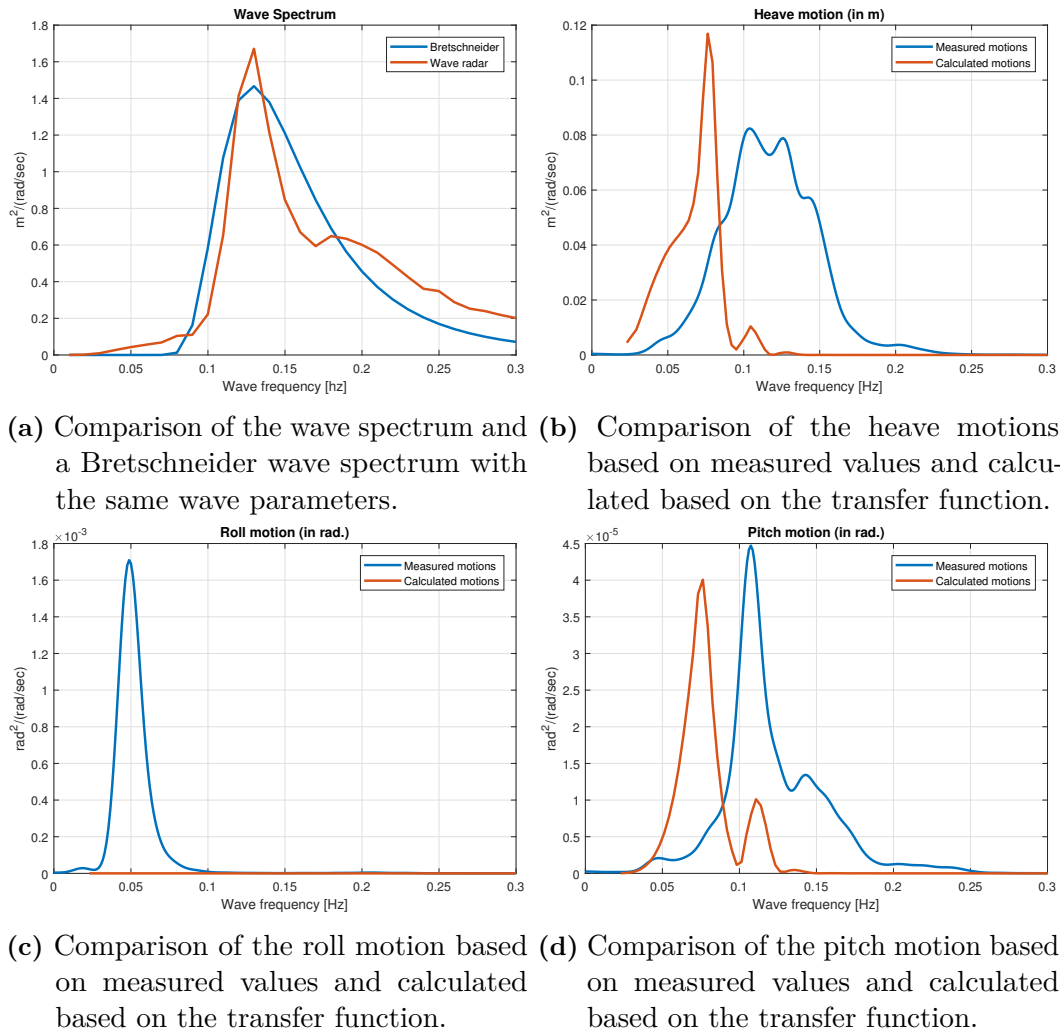 Wave Spectrum
1.8
1.6
1.4
1.2
1
0.8
0.6
0.4
0.2
0
m²/(rad/sec)
Bretschneider
Wave radar
0 0.05 0.1 0.15 0.2 0.25 0.3
Wave frequency [hz]
(a) Comparison of the wave spectrum and
a Bretschneider wave spectrum with
the same wave parameters.
Heave motion (in m)
0.12
0.1
0.08
0.06
0.04
0.02
0
m²/(rad/sec)
Measured motions
Calculated motions
0 0.05 0.1 0.15 0.2 0.25 0.3
Wave frequency [Hz]
(b) Comparison of the heave motions
based on measured values and calcu-
lated based on the transfer function.
Roll motion (in rad.)
×10⁻³
1.8
1.6
1.4
1.2
1
0.8
0.6
0.4
0.2
0
rad²/(rad/sec)
Measured motions
Calculated motions
0 0.05 0.1 0.15 0.2 0.25 0.3
Wave frequency [Hz]
(c) Comparison of the roll motion based
on measured values and calculated
based on the transfer function.
Pitch motion (in rad.)
×10⁻⁵
4.5
4
3.5
3
2.5
2
1.5
1
0.5
0
rad²/(rad/sec)
Measured motions
Calculated motions
0 0.05 0.1 0.15 0.2 0.25 0.3
Wave frequency [Hz]
(d) Comparison of the pitch motion based
on measured values and calculated
based on the transfer function.